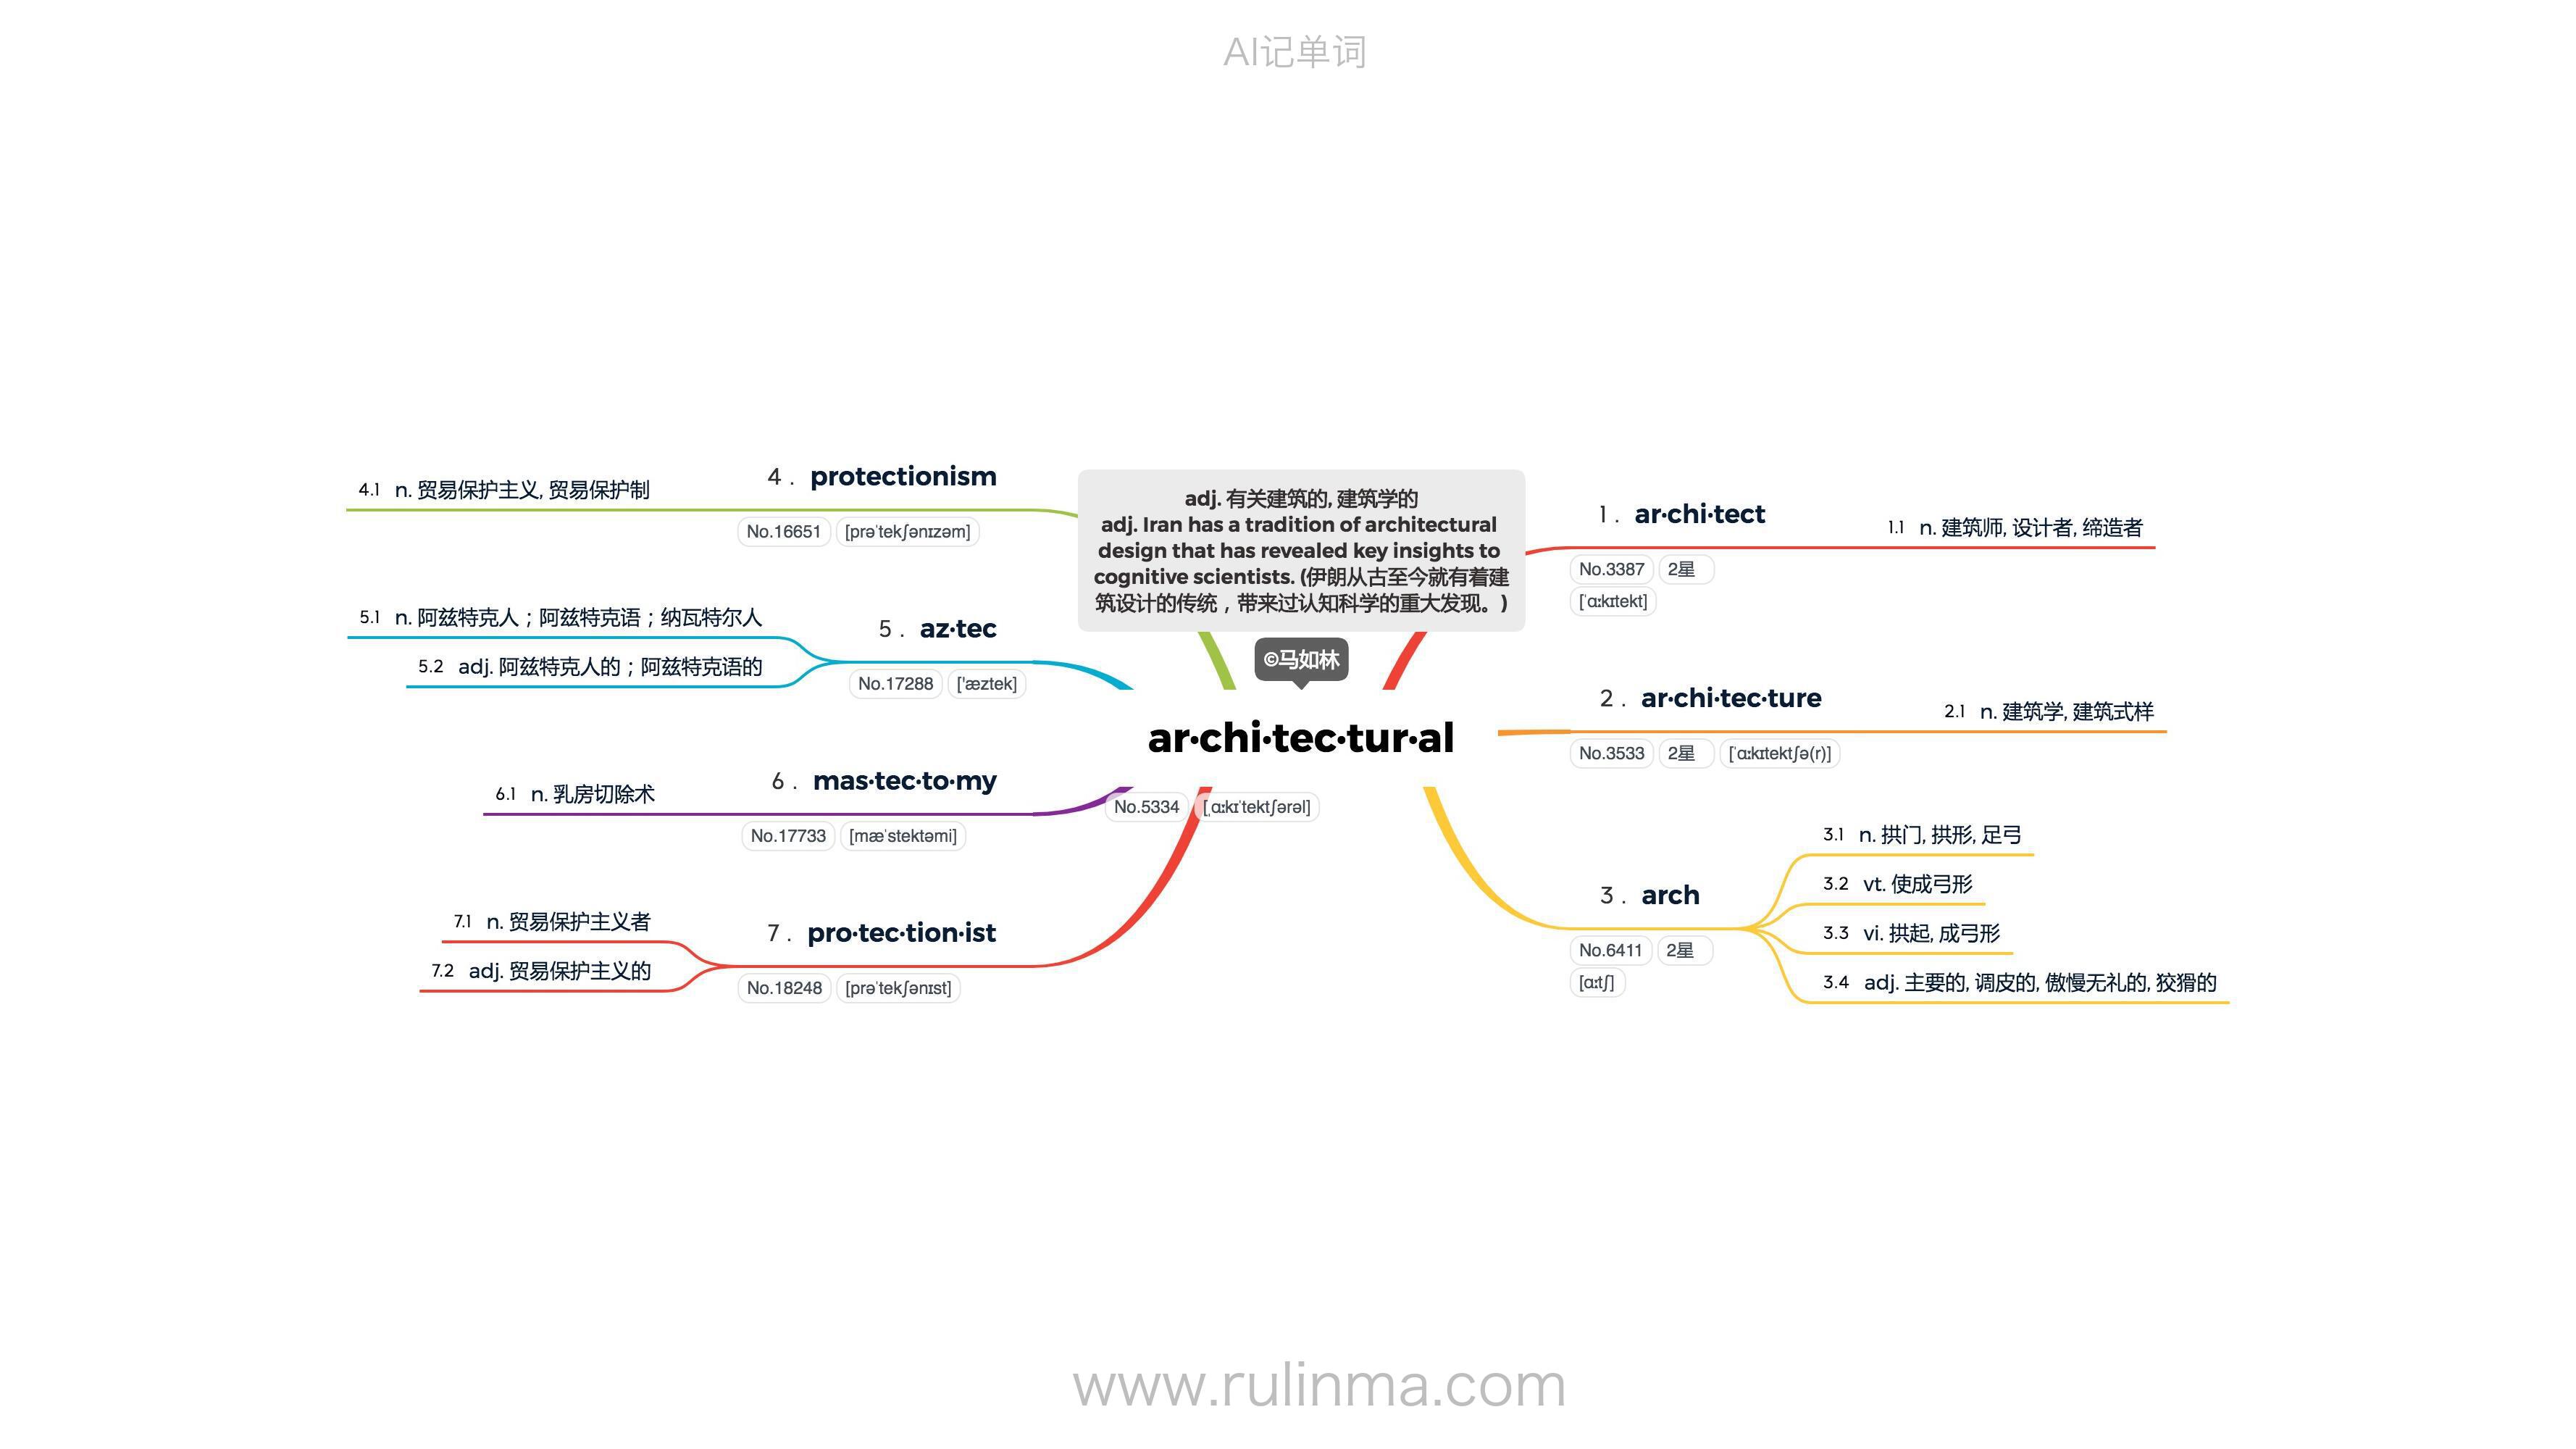 AI记单词
adj. 有关建筑的, 建筑学的
adj. Iran has a tradition of architectural
design that has revealed key insights to
cognitive scientists. (伊朗从古至今就有着建
筑设计的传统，带来过认知科学的重大发现。)
©马如林
ar·chi·tec·tur·al
No.5334 [ˌɑːkɪˈtektʃərəl]
1. ar·chi·tect
No.3387 2星
[ˈɑːkɪtekt]
1.1 n. 建筑师, 设计者, 缔造者
2. ar·chi·tec·ture
No.3533 2星 [ˈɑːkɪtektʃə(r)]
2.1 n. 建筑学, 建筑式样
3. arch
No.6411 2星
[ɑːtʃ]
3.1 n. 拱门, 拱形, 足弓
3.2 vt. 使成弓形
3.3 vi. 拱起, 成弓形
3.4 adj. 主要的, 调皮的, 傲慢无礼的, 狡猾的
4. protectionism
No.16651 [prəˈtekʃənɪzəm]
4.1 n. 贸易保护主义, 贸易保护制
5. az·tec
No.17288 ['æztek]
5.1 n. 阿兹特克人；阿兹特克语；纳瓦特尔人
5.2 adj. 阿兹特克人的；阿兹特克语的
6. mas·tec·to·my
No.17733 [mæˈstektəmi]
6.1 n. 乳房切除术
7. pro·tec·tion·ist
No.18248 [prəˈtekʃənɪst]
7.1 n. 贸易保护主义者
7.2 adj. 贸易保护主义的
www.rulinma.com